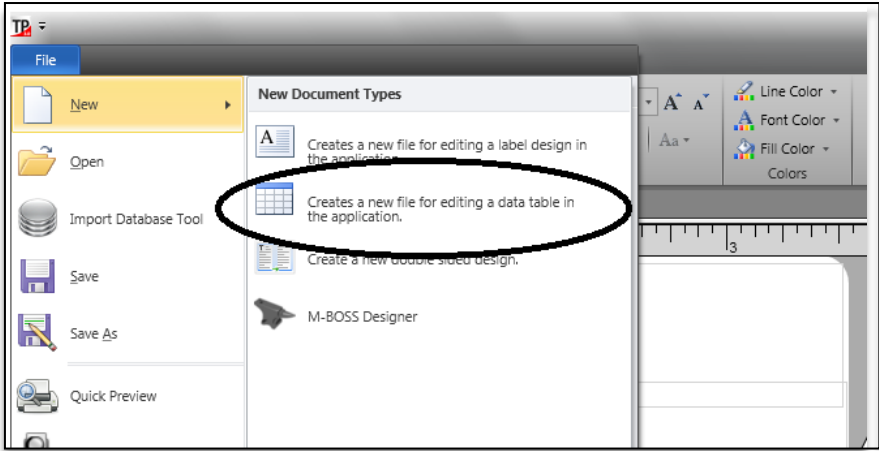 TP
File
New
Open
Import Database Tool
Save
Save As
Quick Preview
New Document Types
A
Creates a new file for editing a label design in
the application.
Creates a new file for editing a data table in
the application.
Create a new double sided design.
M-BOSS Designer
A A
Aa
Line Color
A Font Color
Fill Color
Colors
3